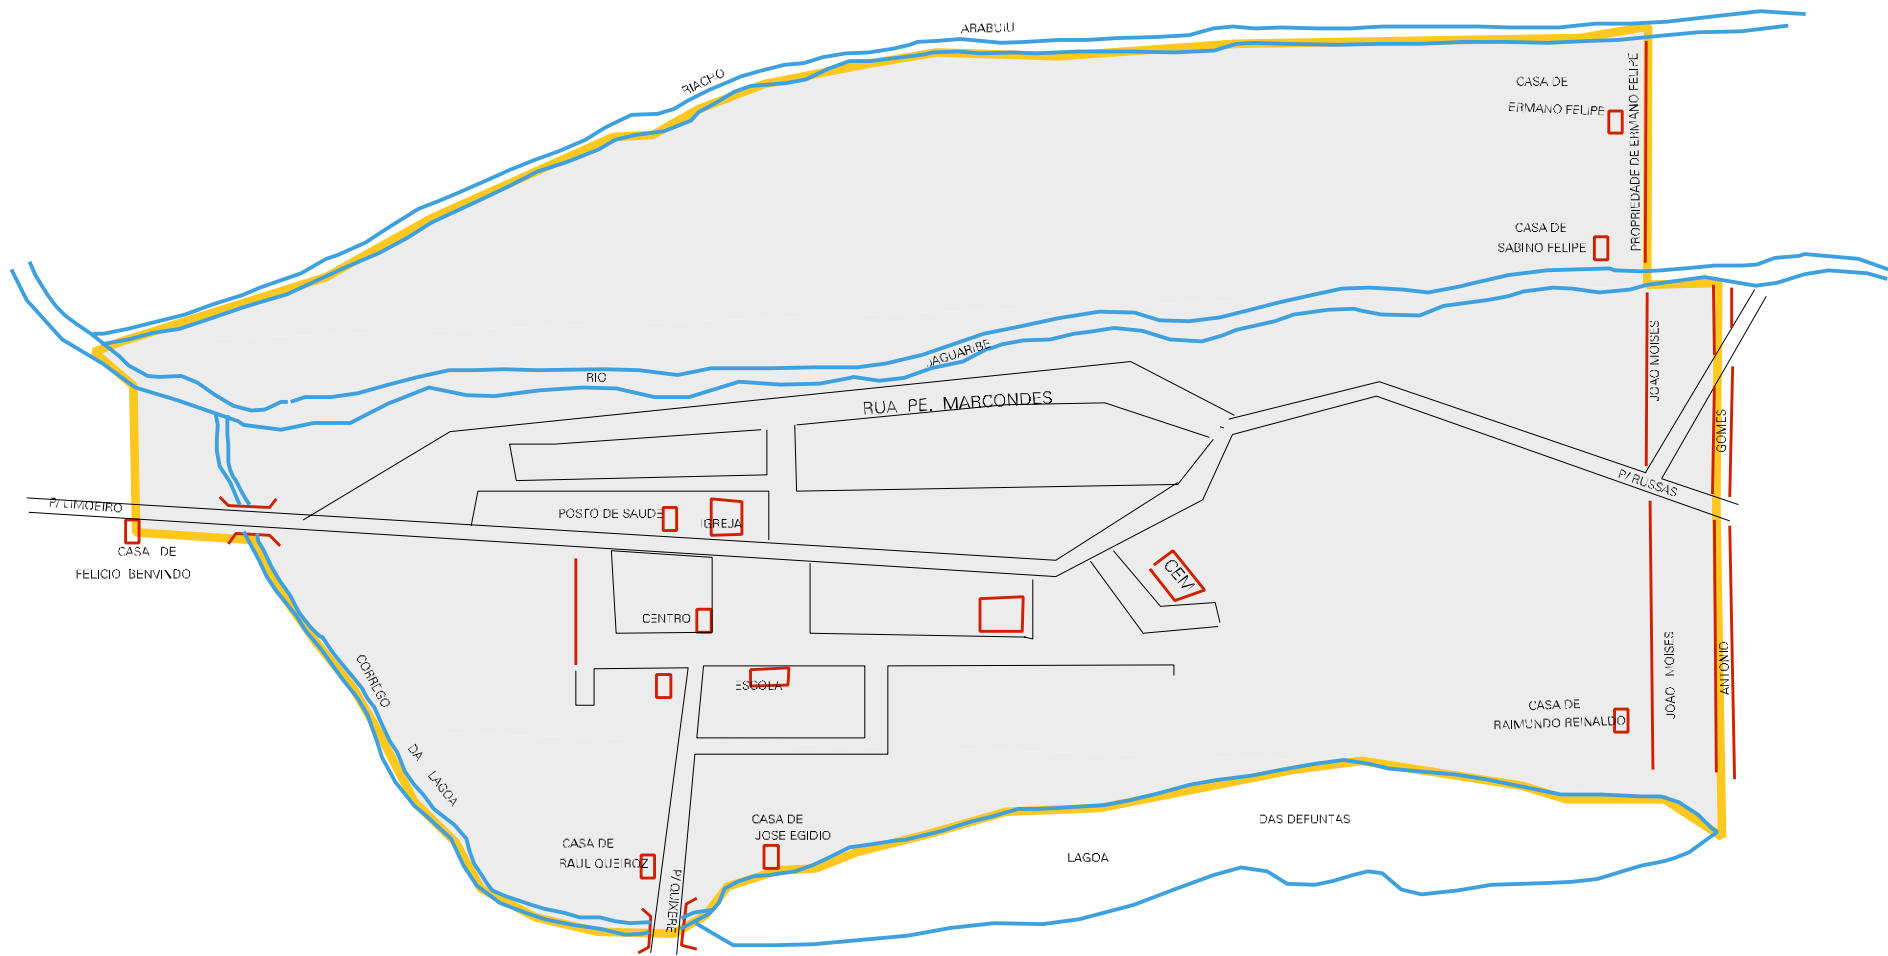 ARABUIU
RIACHO
CASA DE
ERMANO FELIPE
PROPRIEDADE DE ERMANO FELIPE
CASA DE
SABINO FELIPE
JAGUARIBE
RIO
JOAO MOISES
RUA PE. MARCONDES
GOMES
P/ RUSSAS
P/ LIMOEIRO
POSTO DE SAUDE
IGREJA
CASA DE
FELICIO BENVINDO
CEM
CENTRO
CORREGO
DA LAGOA
ESCOLA
JOAO MOISES
ANTONIO
CASA DE
RAIMUNDO REINALDO
CASA DE
JOSE EGIDIO
DAS DEFUNTAS
LAGOA
CASA DE
RAUL QUEIROZ
P/ QUIXERE